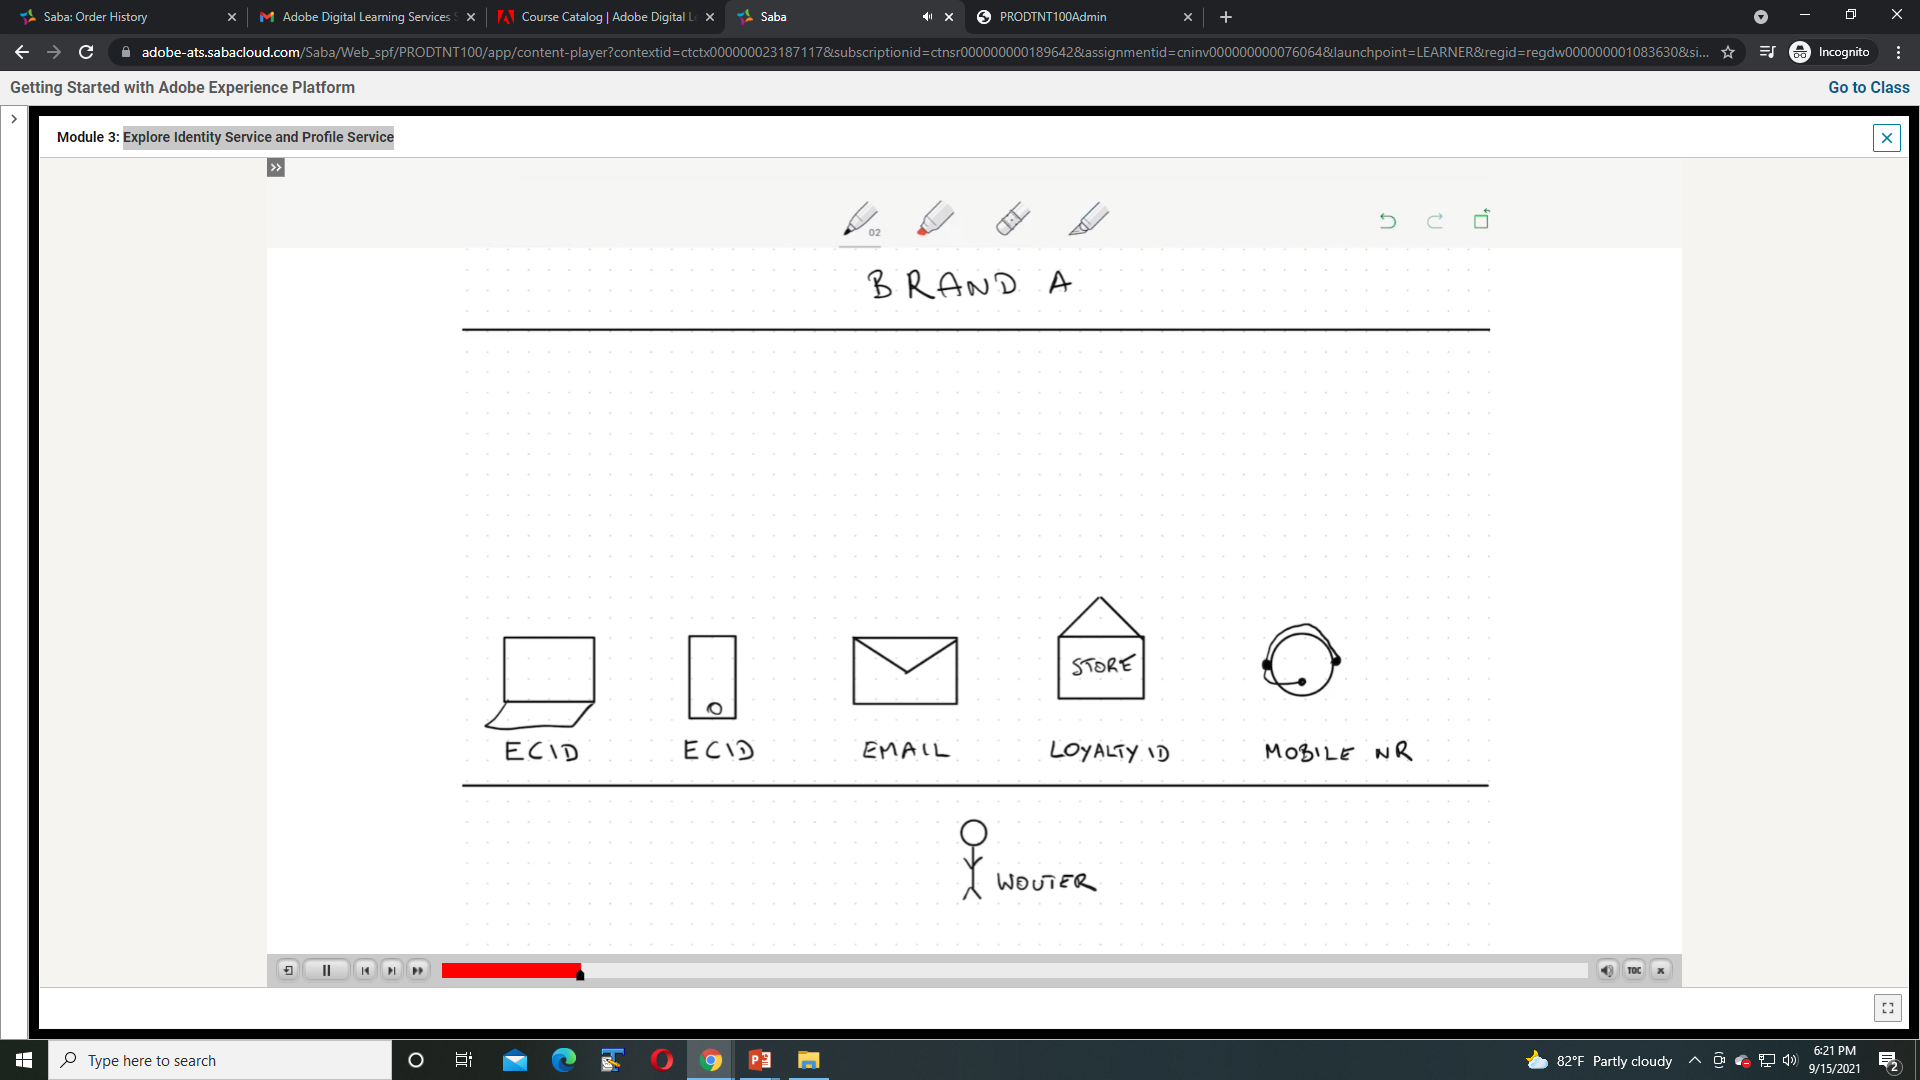 Saba: Order History
Adobe Digital Learning Services
Course Catalog | Adobe Digital L
Saba
PRODTNT100Admin
adobe-ats.sabacloud.com/Saba/Web_spf/PRODTNT100/app/content-player?contextid=ctctx000000023187117&subscriptionid=ctnsr000000000189642&assignmentid=cninv000000000076064&launchpoint=LEARNER&regid=regdw000000001083630&si...
Incognito
Getting Started with Adobe Experience Platform
Go to Class
Module 3: Explore Identity Service and Profile Service
02
BRAND A
STORE
ECID
ECID
EMAIL
LOYALTY ID
MOBILE NR
WOUTER
TOC
Type here to search
82°F Partly cloudy
6:21 PM
9/15/2021
2